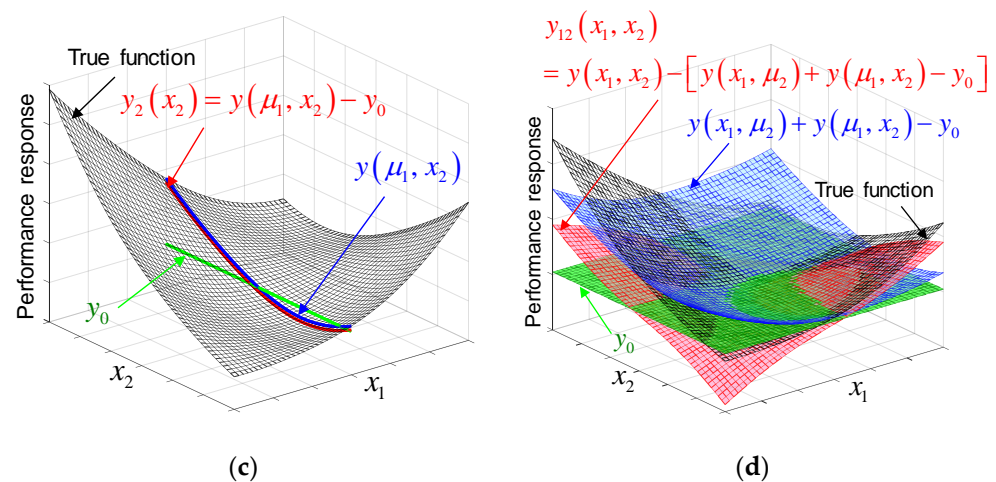 True function
y₂(x₂) = y(μ₁, x₂) − y₀
y(μ₁, x₂)
y₀
Performance response
x₂
x₁
(c)
y₁₂(x₁, x₂)
= y(x₁, x₂) − [y(x₁, μ₂) + y(μ₁, x₂) − y₀]
y(x₁, μ₂) + y(μ₁, x₂) − y₀
True function
y₀
Performance response
x₂
x₁
(d)